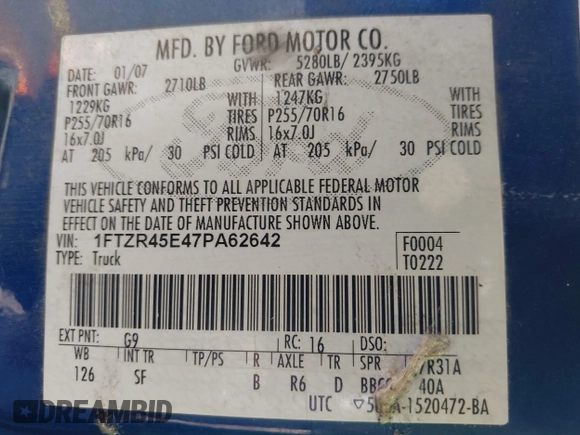 MFD. BY FORD MOTOR CO.
DATE: 01/07 GVWR: 5280LB/ 2395KG
FRONT GAWR: 2710LB REAR GAWR: 2750LB
1229KG WITH 1247KG WITH
P255/70R16 TIRES P255/70R16 TIRES
16x7.0J RIMS 16x7.0J RIMS
AT 205 kPa/ 30 PSI COLD AT 205 kPa/ 30 PSI COLD
THIS VEHICLE CONFORMS TO ALL APPLICABLE FEDERAL MOTOR
VEHICLE SAFETY AND THEFT PREVENTION STANDARDS IN
EFFECT ON THE DATE OF MANUFACTURE SHOWN ABOVE.
VIN: 1FTZR45E47PA62642 F0004
TYPE: Truck T0222
EXT PNT: G9 RC: 16 DSO:
WB INT TR TP/PS R AXLE TR SPR 7R31A
126 SF B R6 D 40A
UTC -1520472-BA
DREAMBID